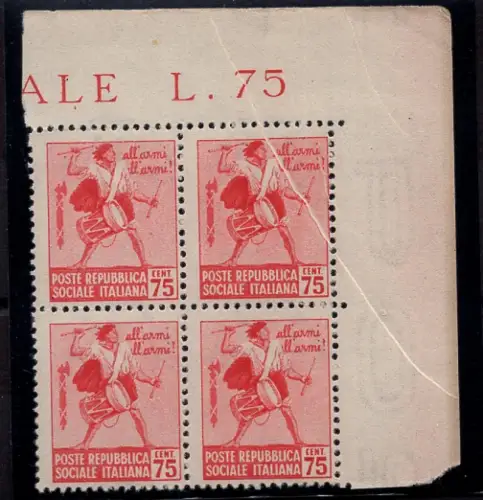 ALE L. 75
all'armi
all'armi!
POSTE REPUBBLICA
SOCIALE ITALIANA
CENT.
75
all'armi
all'armi!
POSTE REPUBBLICA
SOCIALE ITALIANA
CENT.
75
all'armi
all'armi!
POSTE REPUBBLICA
SOCIALE ITALIANA
CENT.
75
all'armi
all'armi!
POSTE REPUBBLICA
SOCIALE ITALIANA
CENT.
75